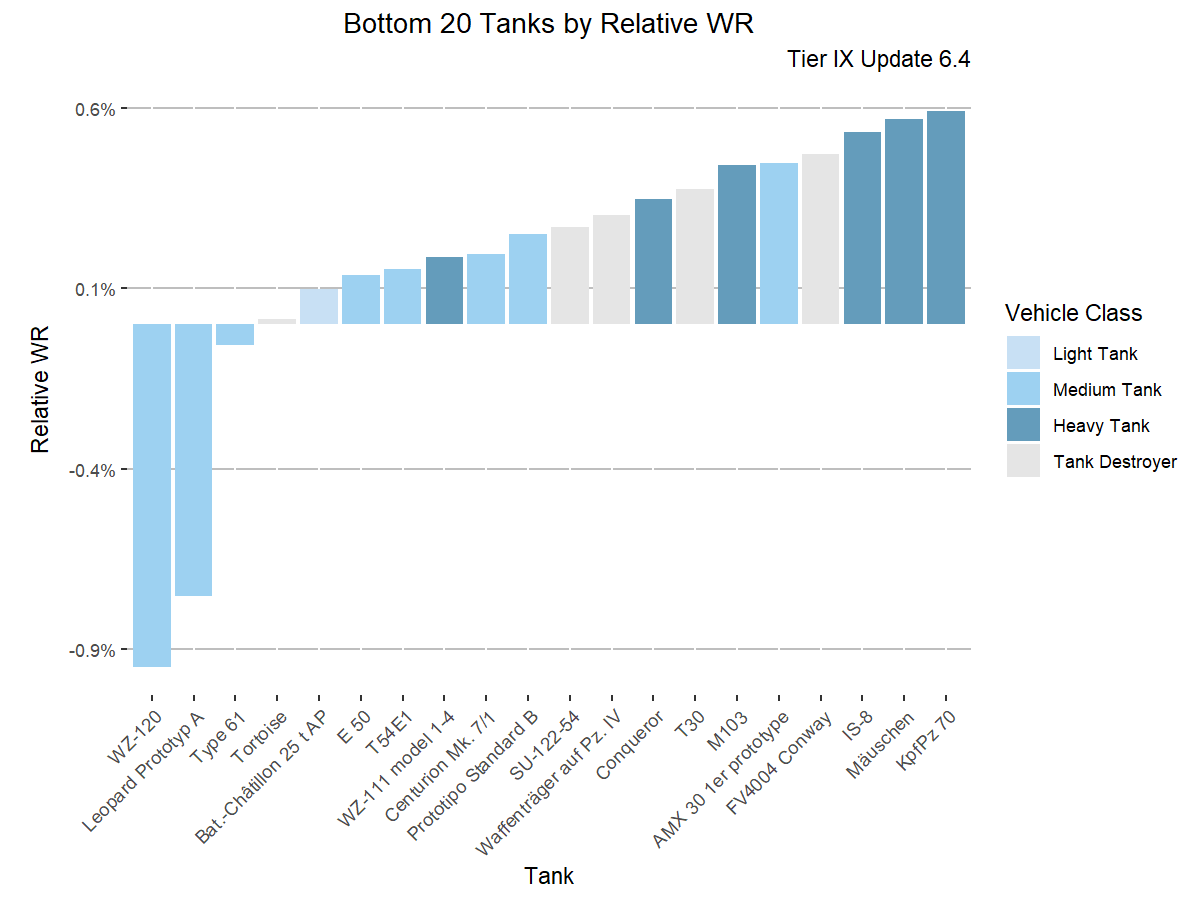 Bottom 20 Tanks by Relative WR
Tier IX Update 6.4
0.6%
0.1%
-0.4%
-0.9%
Relative WR
WZ-120
Leopard Prototyp A
Type 61
Tortoise
Bat.-Châtillon 25 t AP
E 50
T54E1
WZ-111 model 1-4
Centurion Mk. 7/1
Prototipo Standard B
SU-122-54
Waffenträger auf Pz. IV
Conqueror
T30
M103
AMX 30 1er prototype
FV4004 Conway
IS-8
Mäuschen
KpfPz 70
Tank
Vehicle Class
Light Tank
Medium Tank
Heavy Tank
Tank Destroyer